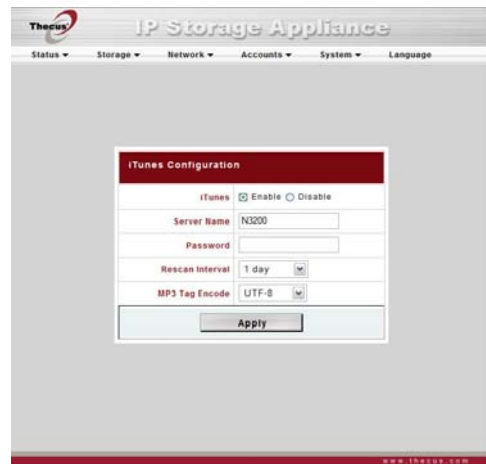 Thecus
IP Storage Appliance
Status Storage Network Accounts System Language
iTunes Configuration
iTunes Enable Disable
Server Name N3200
Password
Rescan Interval 1 day
MP3 Tag Encode UTF-8
Apply
www.thecus.com